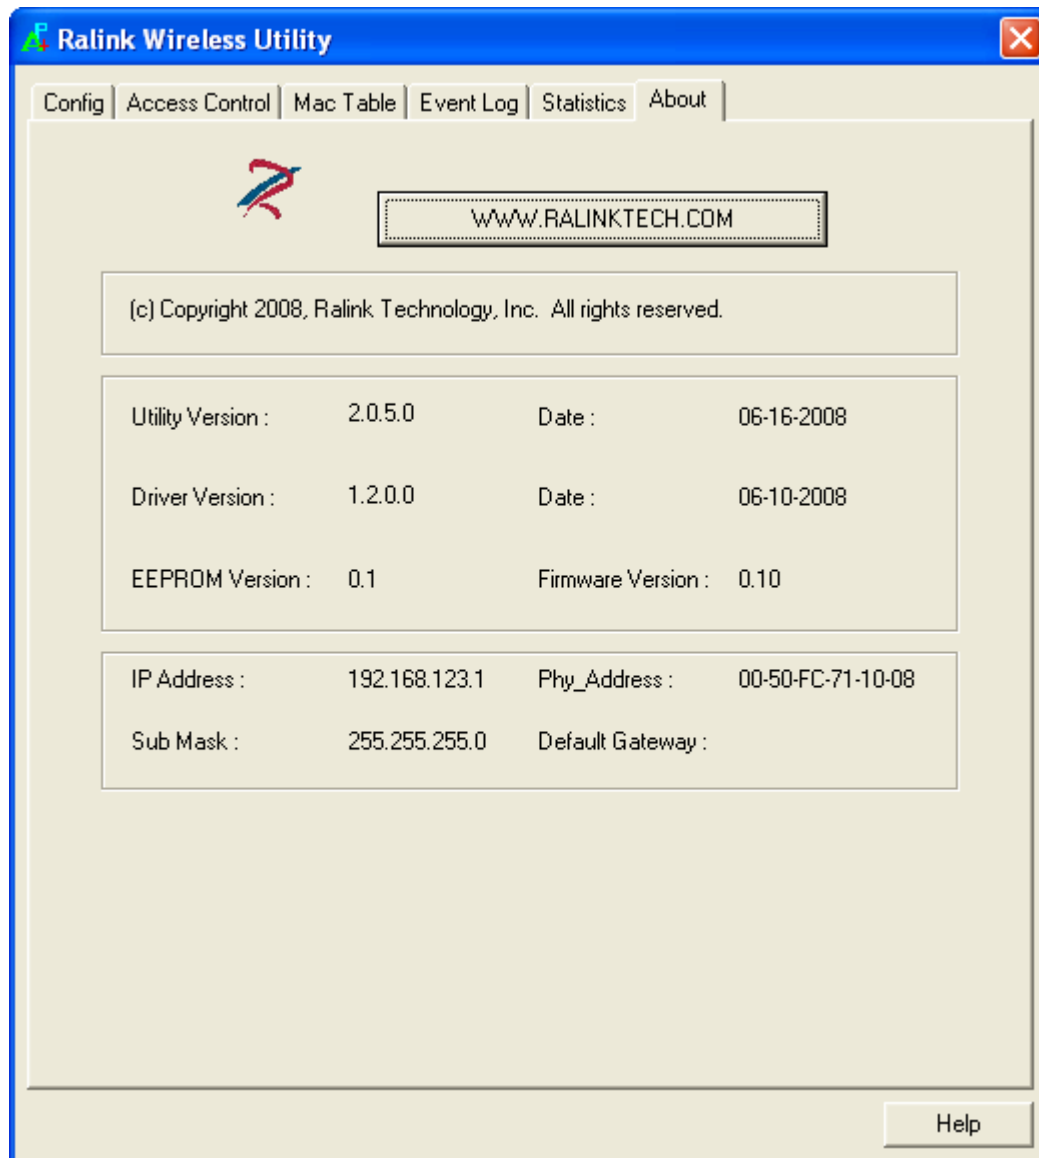 Ralink Wireless Utility
Config Access Control Mac Table Event Log Statistics About
WWW.RALINKTECH.COM
(c) Copyright 2008, Ralink Technology, Inc.  All rights reserved.
Utility Version : 2.0.5.0 Date : 06-16-2008
Driver Version : 1.2.0.0 Date : 06-10-2008
EEPROM Version : 0.1 Firmware Version : 0.10
IP Address : 192.168.123.1 Phy_Address : 00-50-FC-71-10-08
Sub Mask : 255.255.255.0 Default Gateway :
Help